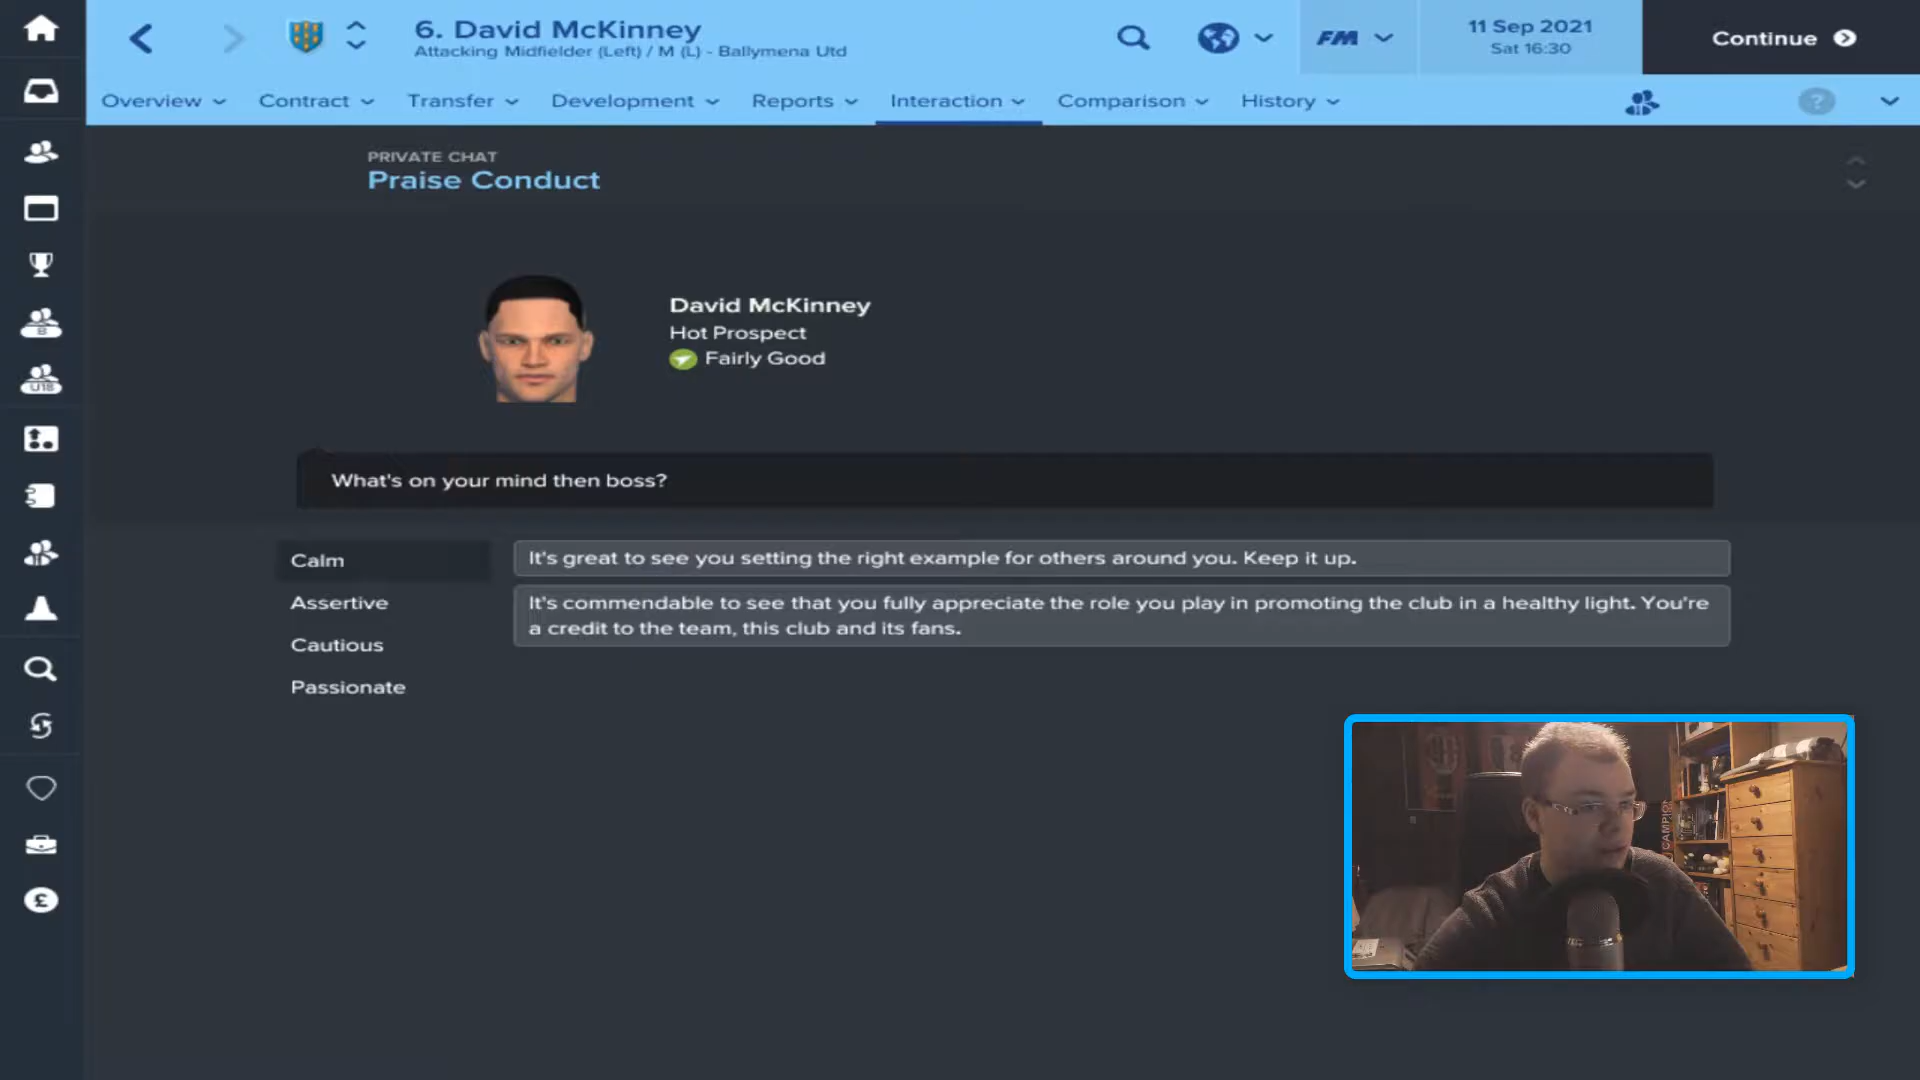 6. David McKinney
Attacking Midfielder (Left) / M (L) - Ballymena Utd
FM
11 Sep 2021
Sat 16:30
Continue
Overview
Contract
Transfer
Development
Reports
Interaction
Comparison
History
?
PRIVATE CHAT
Praise Conduct
David McKinney
Hot Prospect
Fairly Good
What's on your mind then boss?
Calm
Assertive
Cautious
Passionate
It's great to see you setting the right example for others around you. Keep it up.
It's commendable to see that you fully appreciate the role you play in promoting the club in a healthy light. You're
a credit to the team, this club and its fans.
B
U18
£
CAMPIO